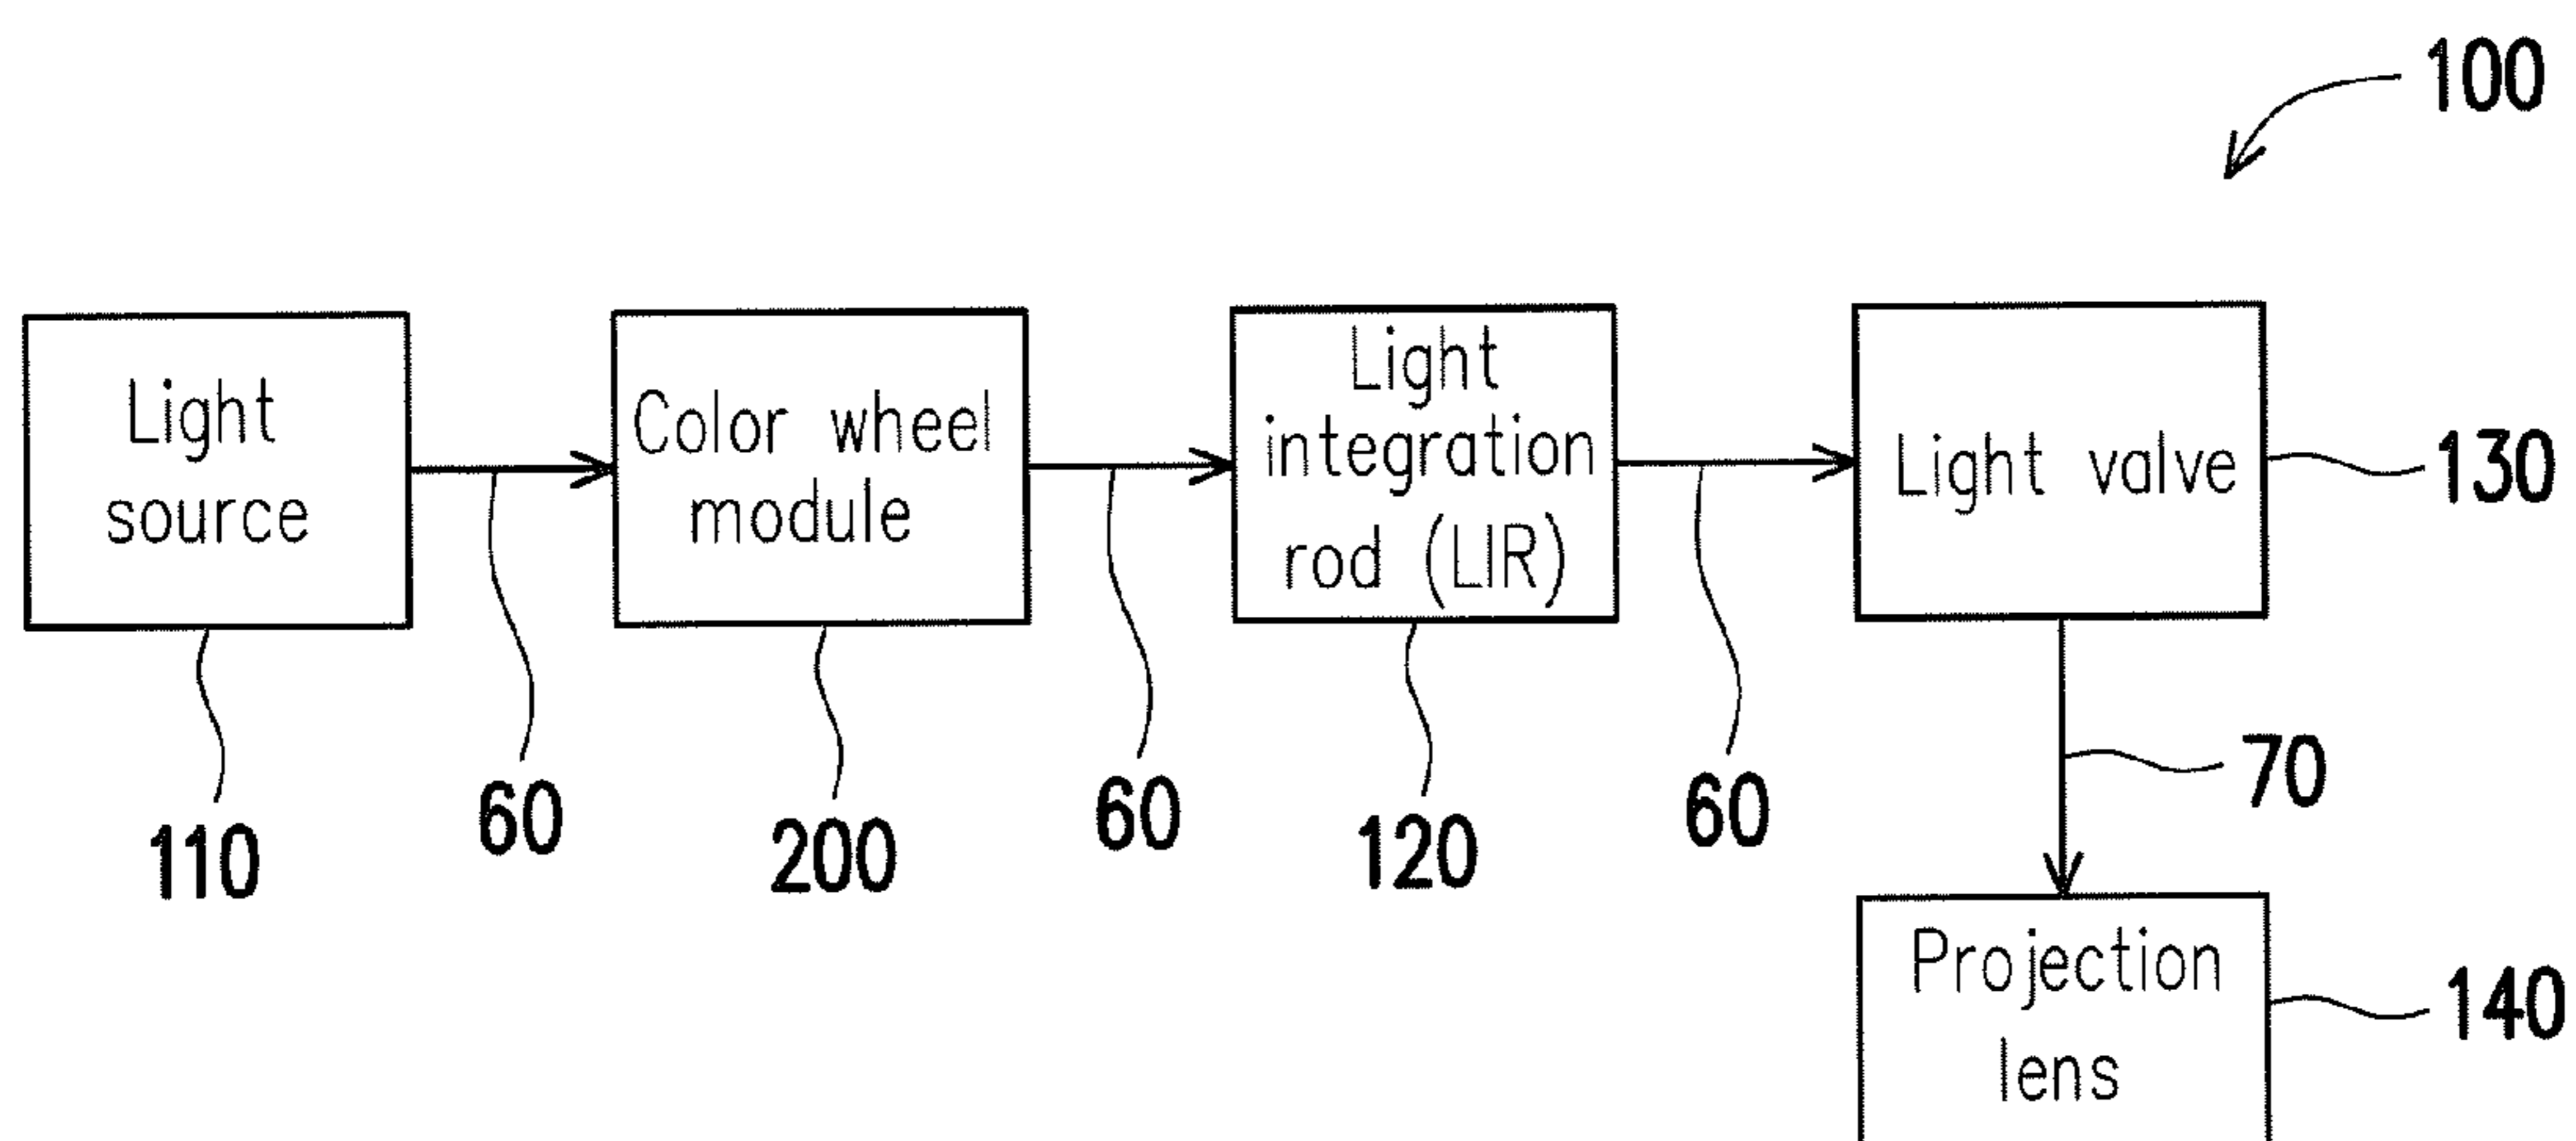 100
Light
source
Color wheel
module
Light
integration
rod (LIR)
Light valve
130
110
60
200
60
120
60
70
Projection
lens
140